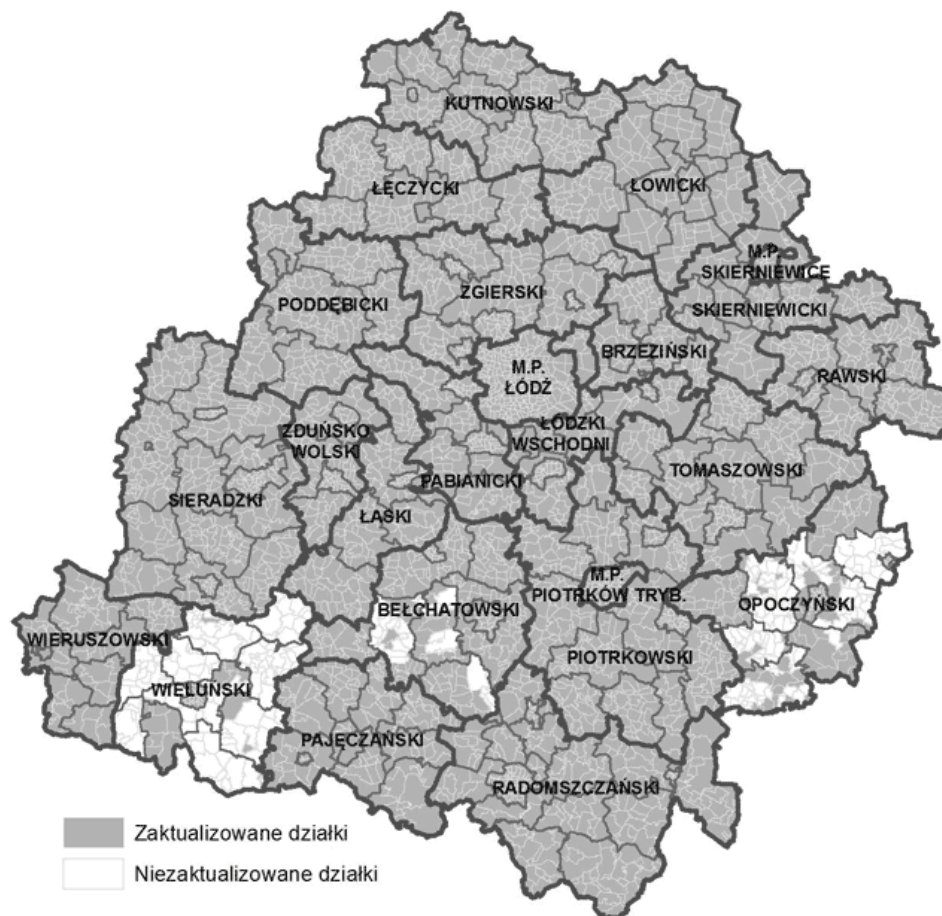 KUTNOWSKI
ŁĘCZYCKI
ŁOWICKI
M.P.
SKIERNIEWICE
ZGIERSKI
PODDĘBICKI
SKIERNIEWICKI
BRZEZIŃSKI
M.P.
ŁÓDŹ
RAWSKI
ŁÓDZKI
WSCHODNI
ZDUŃSKO
WOLSKI
TOMASZOWSKI
PABIANICKI
SIERADZKI
ŁASKI
M.P.
PIOTRKÓW TRYB.
OPOCZYŃSKI
BEŁCHATOWSKI
WIERUSZOWSKI
PIOTRKOWSKI
WIELUŃSKI
PAJĘCZAŃSKI
RADOMSZCZAŃSKI
Zaktualizowane działki
Niezaktualizowane działki